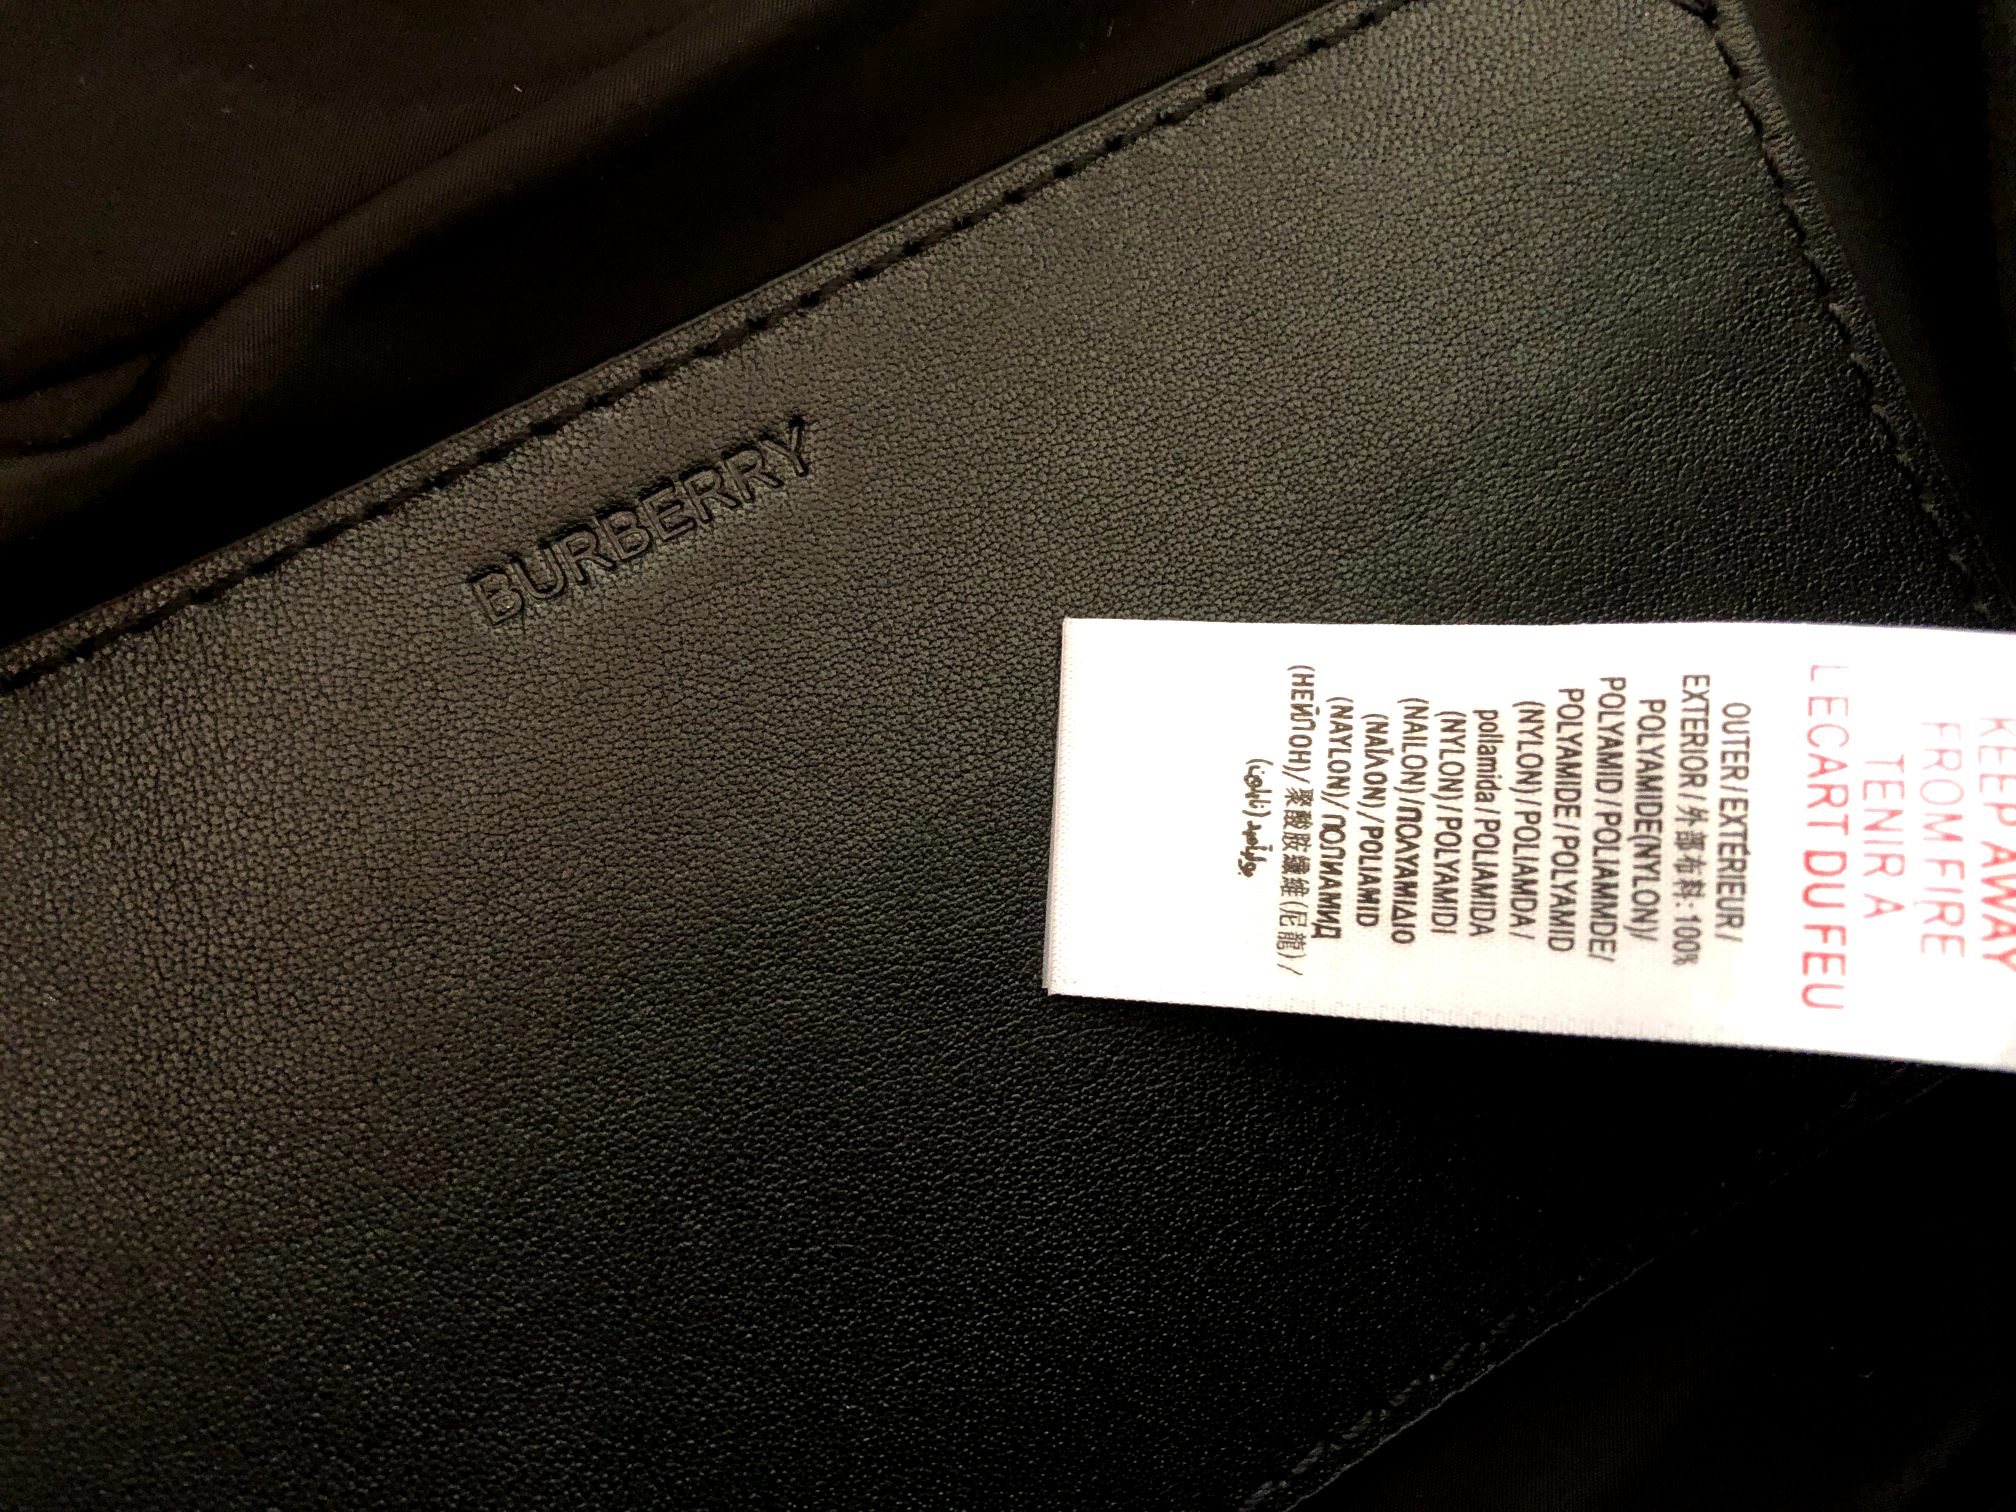 BURBERRY
KEEP AWAY
FROM FIRE
TENIR A
L'ECART DU FEU
OUTER/EXTÉRIEUR/
EXTERIOR/外部布料: 100%
POLYAMIDE(NYLON)/
POLYAMID/POLIAMMIDE/
POLYAMIDE/POLYAMID
(NYLON)/POLIAMDA/
poliamida/POLIAMIDA
(NYLON)/POLYAMIDI
(NAILON)/ΠΟΛΥΑΜΙΔΙΟ
(ΝΑΪΛΟΝ)/POLIAMID
(NAYLON)/ПОЛИАМИД
(НЕЙЛОН)/聚酰胺纖維(尼龍)/